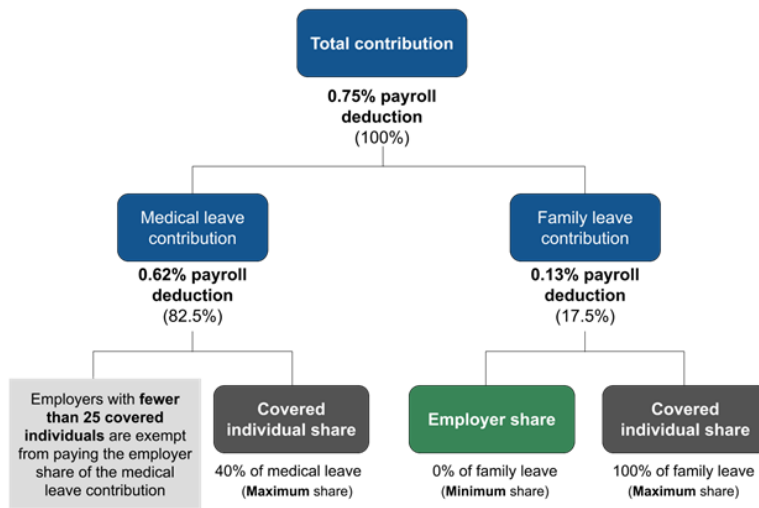 Total contribution
0.75% payroll
deduction
(100%)
Medical leave
contribution
0.62% payroll
deduction
(82.5%)
Family leave
contribution
0.13% payroll
deduction
(17.5%)
Employers with fewer
than 25 covered
individuals are exempt
from paying the employer
share of the medical
leave contribution
Covered
individual share
40% of medical leave
(Maximum share)
Employer share
0% of family leave
(Minimum share)
Covered
individual share
100% of family leave
(Maximum share)